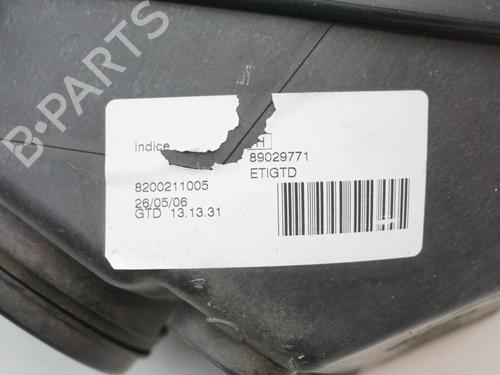 B-PARTS
Indice
H
89029771
8200211005
ETIGTD
26/05/06
GTD 13.13.31
H